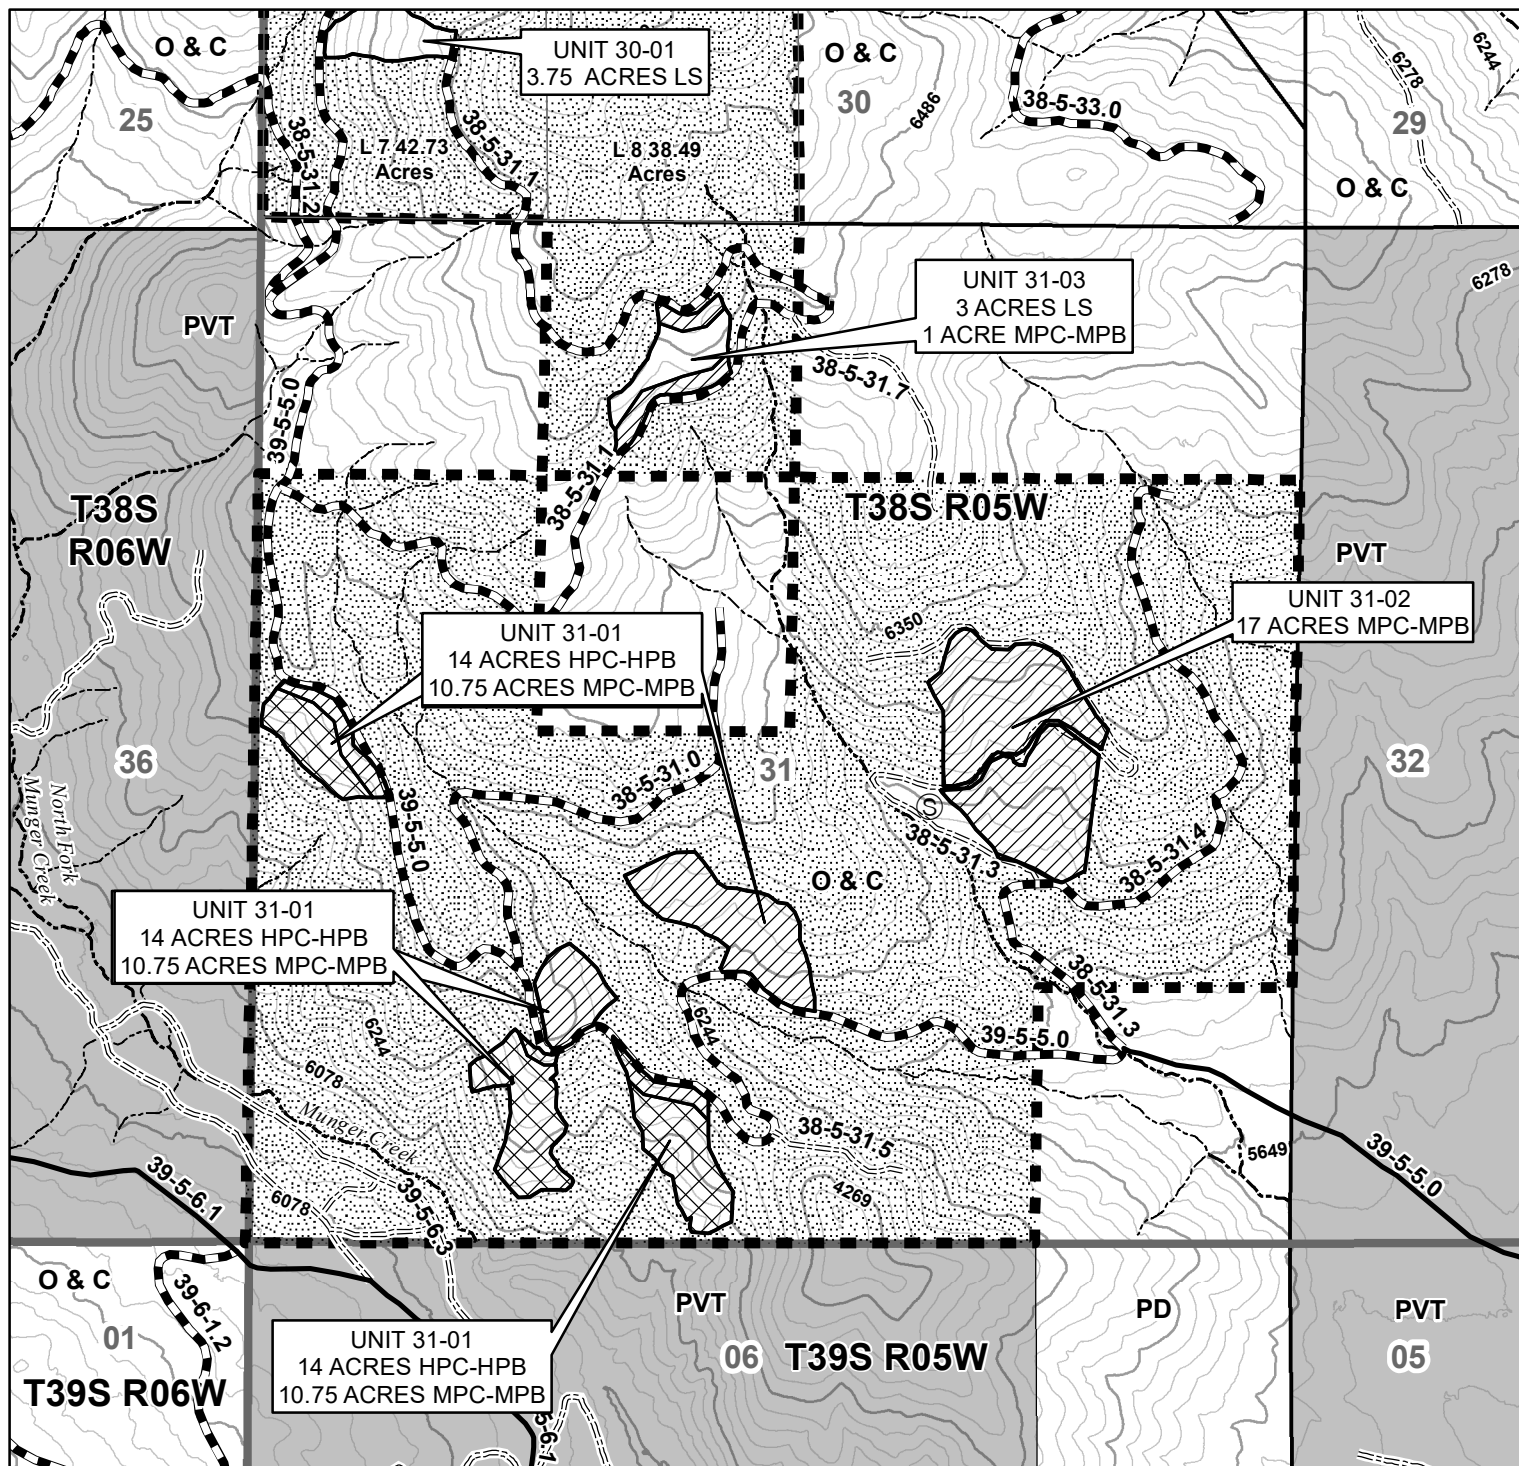 O & C
25
UNIT 30-01
3.75 ACRES LS
O & C
30
6486
38-5-33.0
6278
6244
29
O & C
38-5-31.2
38-5-31.1
L 7 42.73
Acres
L 8 38.49
Acres
PVT
UNIT 31-03
3 ACRES LS
1 ACRE MPC-MPB
6278
39-5-5.0
38-5-31.7
38-5-31.1
T38S
R06W
T38S R05W
PVT
UNIT 31-02
17 ACRES MPC-MPB
6350
UNIT 31-01
14 ACRES HPC-HPB
10.75 ACRES MPC-MPB
36
31
32
North Fork
Munger Creek
38-5-31.0
39-5-5.0
S
38-5-31.3
38-5-31.4
O & C
UNIT 31-01
14 ACRES HPC-HPB
10.75 ACRES MPC-MPB
38-5-31.3
6244
6244
39-5-5.0
6078
Munger Creek
38-5-31.5
5649
39-5-5.0
39-5-6.1
6078
39-5-6.3
4269
O & C
39-6-1.2
01
T39S R06W
UNIT 31-01
14 ACRES HPC-HPB
10.75 ACRES MPC-MPB
5-6.1
PVT
06
T39S R05W
PD
PVT
05